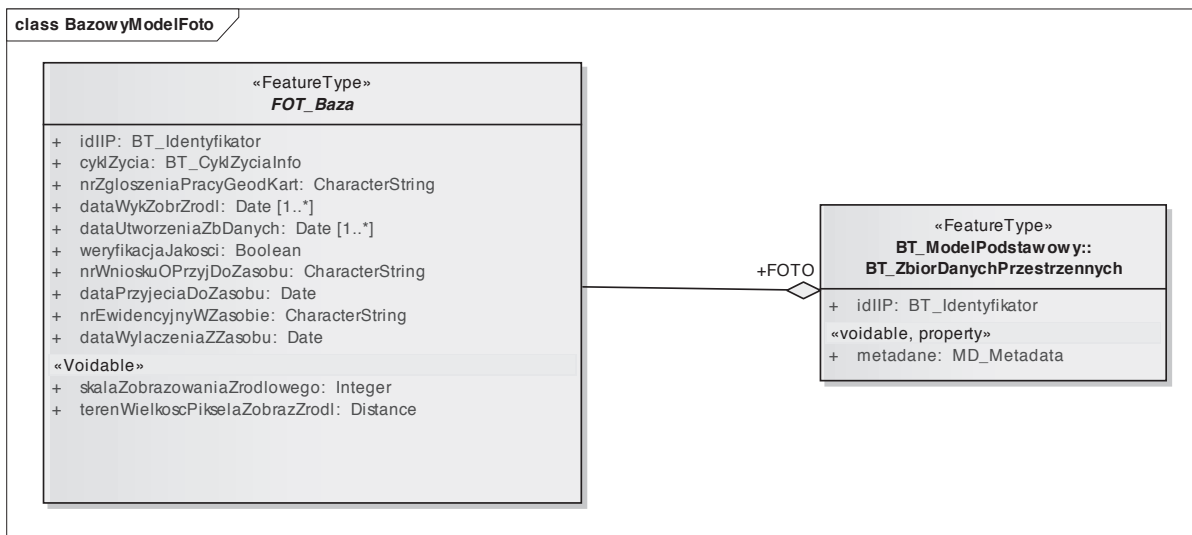 class BazowyModelFoto
«FeatureType»
FOT_Baza
+ idIIP: BT_Identyfikator
+ cyklZycia: BT_CyklZyciaInfo
+ nrZgloszeniaPracyGeodKart: CharacterString
+ dataWykZobrZrodl: Date [1..*]
+ dataUtworzeniaZbDanych: Date [1..*]
+ weryfikacjaJakosci: Boolean
+ nrWnioskuOPrzyjDoZasobu: CharacterString
+ dataPrzyjeciaDoZasobu: Date
+ nrEwidencyjnyWZasobie: CharacterString
+ dataWylaczeniaZZasobu: Date
«Voidable»
+ skalaZobrazowaniaZrodlowego: Integer
+ terenWielkoscPikselaZobrazZrodl: Distance
+FOTO
«FeatureType»
BT_ModelPodstawowy::
BT_ZbiorDanychPrzestrzennych
+ idIIP: BT_Identyfikator
«voidable, property»
+ metadane: MD_Metadata